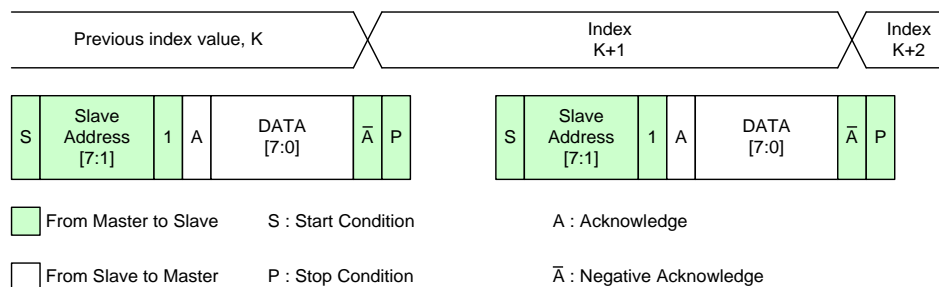 Previous index value, K
Index
K+1
Index
K+2
S
Slave
Address
[7:1]
1
A
DATA
[7:0]
A̅
P
S
Slave
Address
[7:1]
1
A
DATA
[7:0]
A̅
P
From Master to Slave
S : Start Condition
A : Acknowledge
From Slave to Master
P : Stop Condition
A̅ : Negative Acknowledge